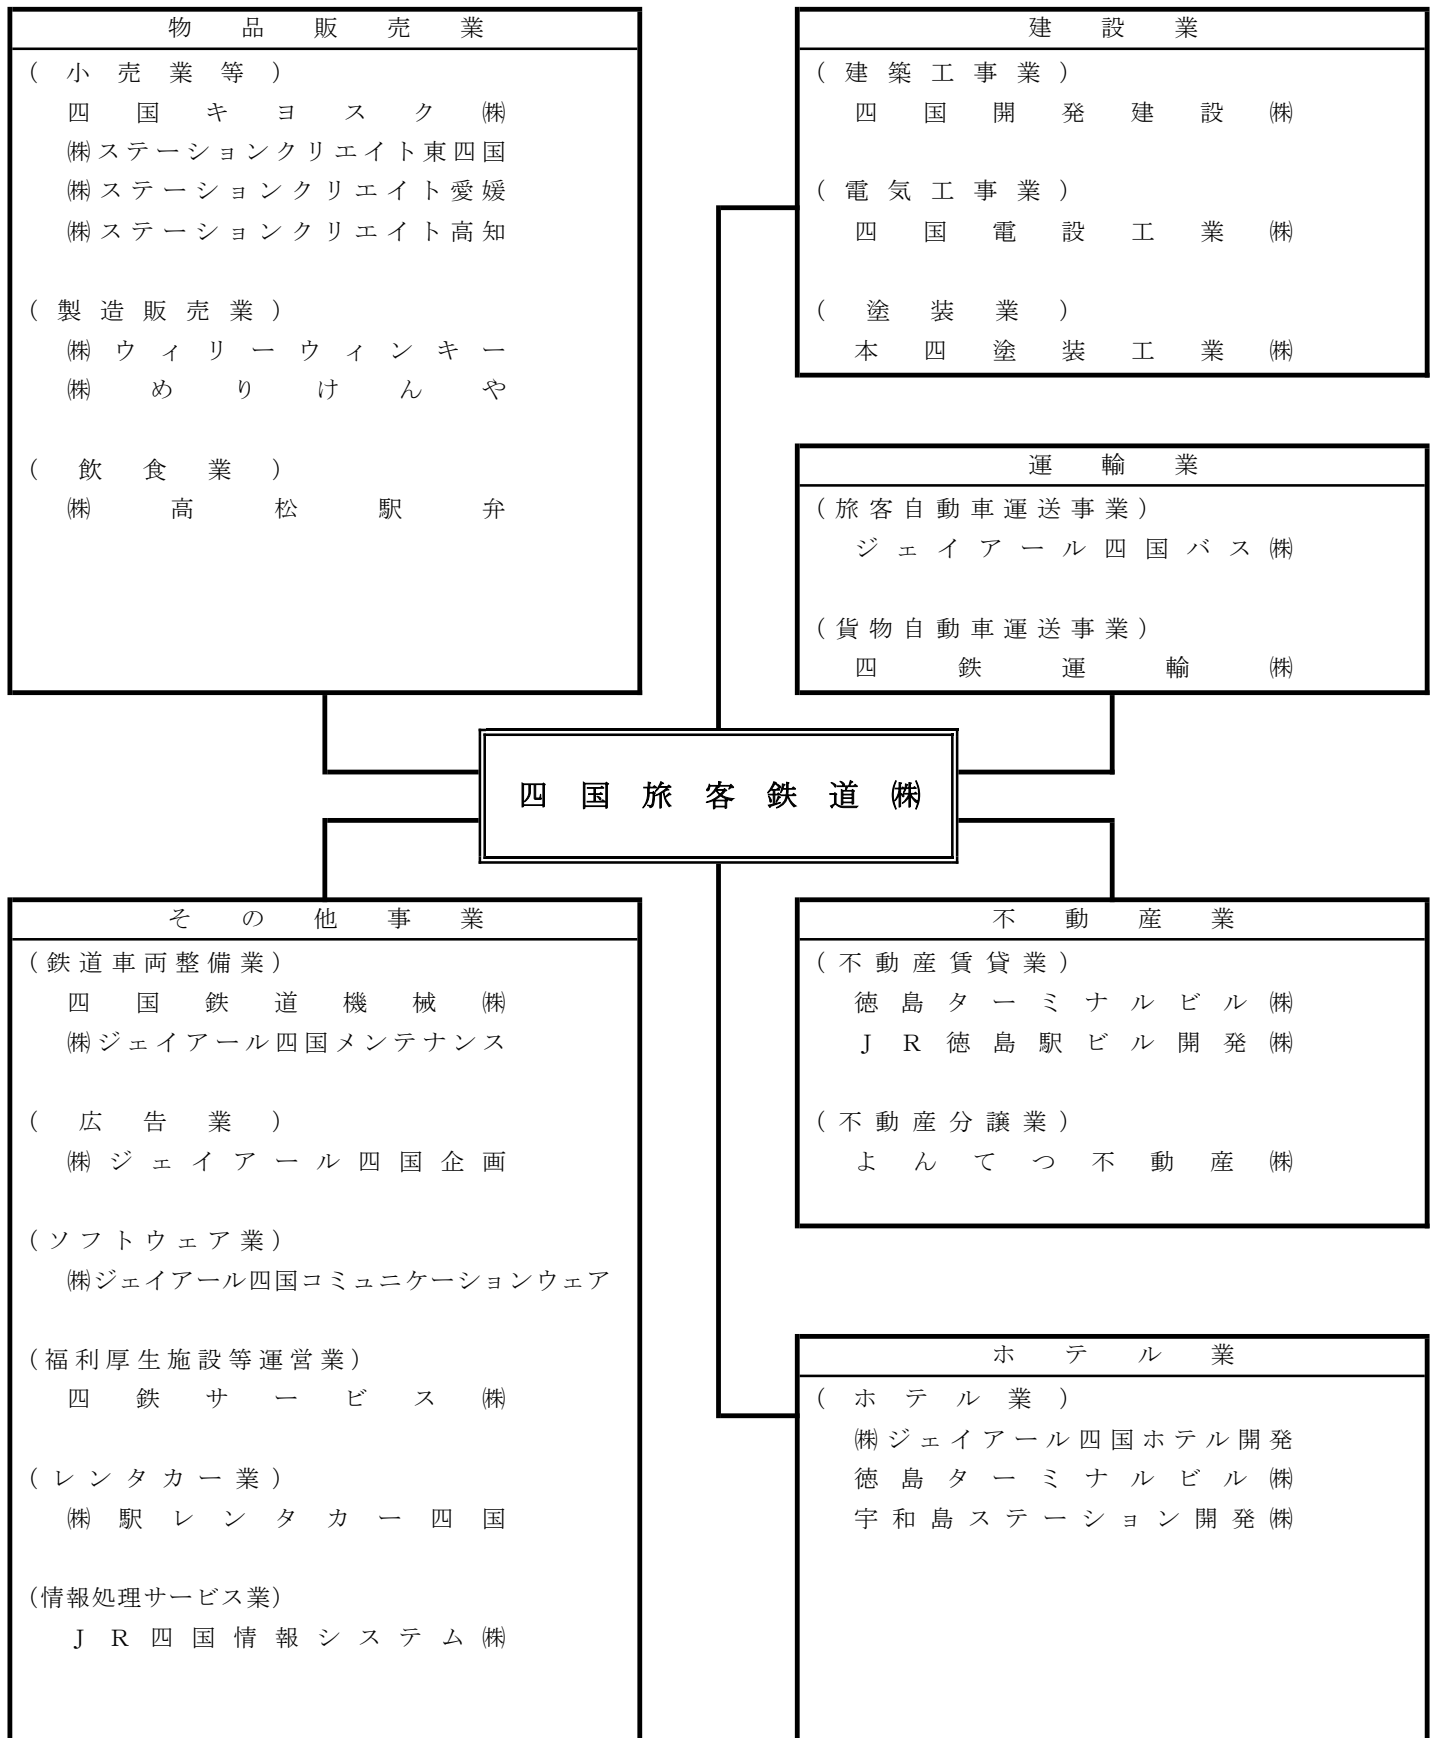 物品販売業
(小売業等)
四国キヨスク㈱
㈱ステーションクリエイト東四国
㈱ステーションクリエイト愛媛
㈱ステーションクリエイト高知
(製造販売業)
㈱ウィリーウィンキー
㈱めりけんや
(飲食業)
㈱高松駅弁
建設業
(建築工事業)
四国開発建設㈱
(電気工事業)
四国電設工業㈱
(塗装業)
本四塗装工業㈱
運輸業
(旅客自動車運送事業)
ジェイアール四国バス㈱
(貨物自動車運送事業)
四鉄運輸㈱
四国旅客鉄道㈱
その他事業
(鉄道車両整備業)
四国鉄道機械㈱
㈱ジェイアール四国メンテナンス
(広告業)
㈱ジェイアール四国企画
(ソフトウェア業)
㈱ジェイアール四国コミュニケーションウェア
(福利厚生施設等運営業)
四鉄サービス㈱
(レンタカー業)
㈱駅レンタカー四国
(情報処理サービス業)
JR四国情報システム㈱
不動産業
(不動産賃貸業)
徳島ターミナルビル㈱
JR徳島駅ビル開発㈱
(不動産分譲業)
よんてつ不動産㈱
ホテル業
(ホテル業)
㈱ジェイアール四国ホテル開発
徳島ターミナルビル㈱
宇和島ステーション開発㈱